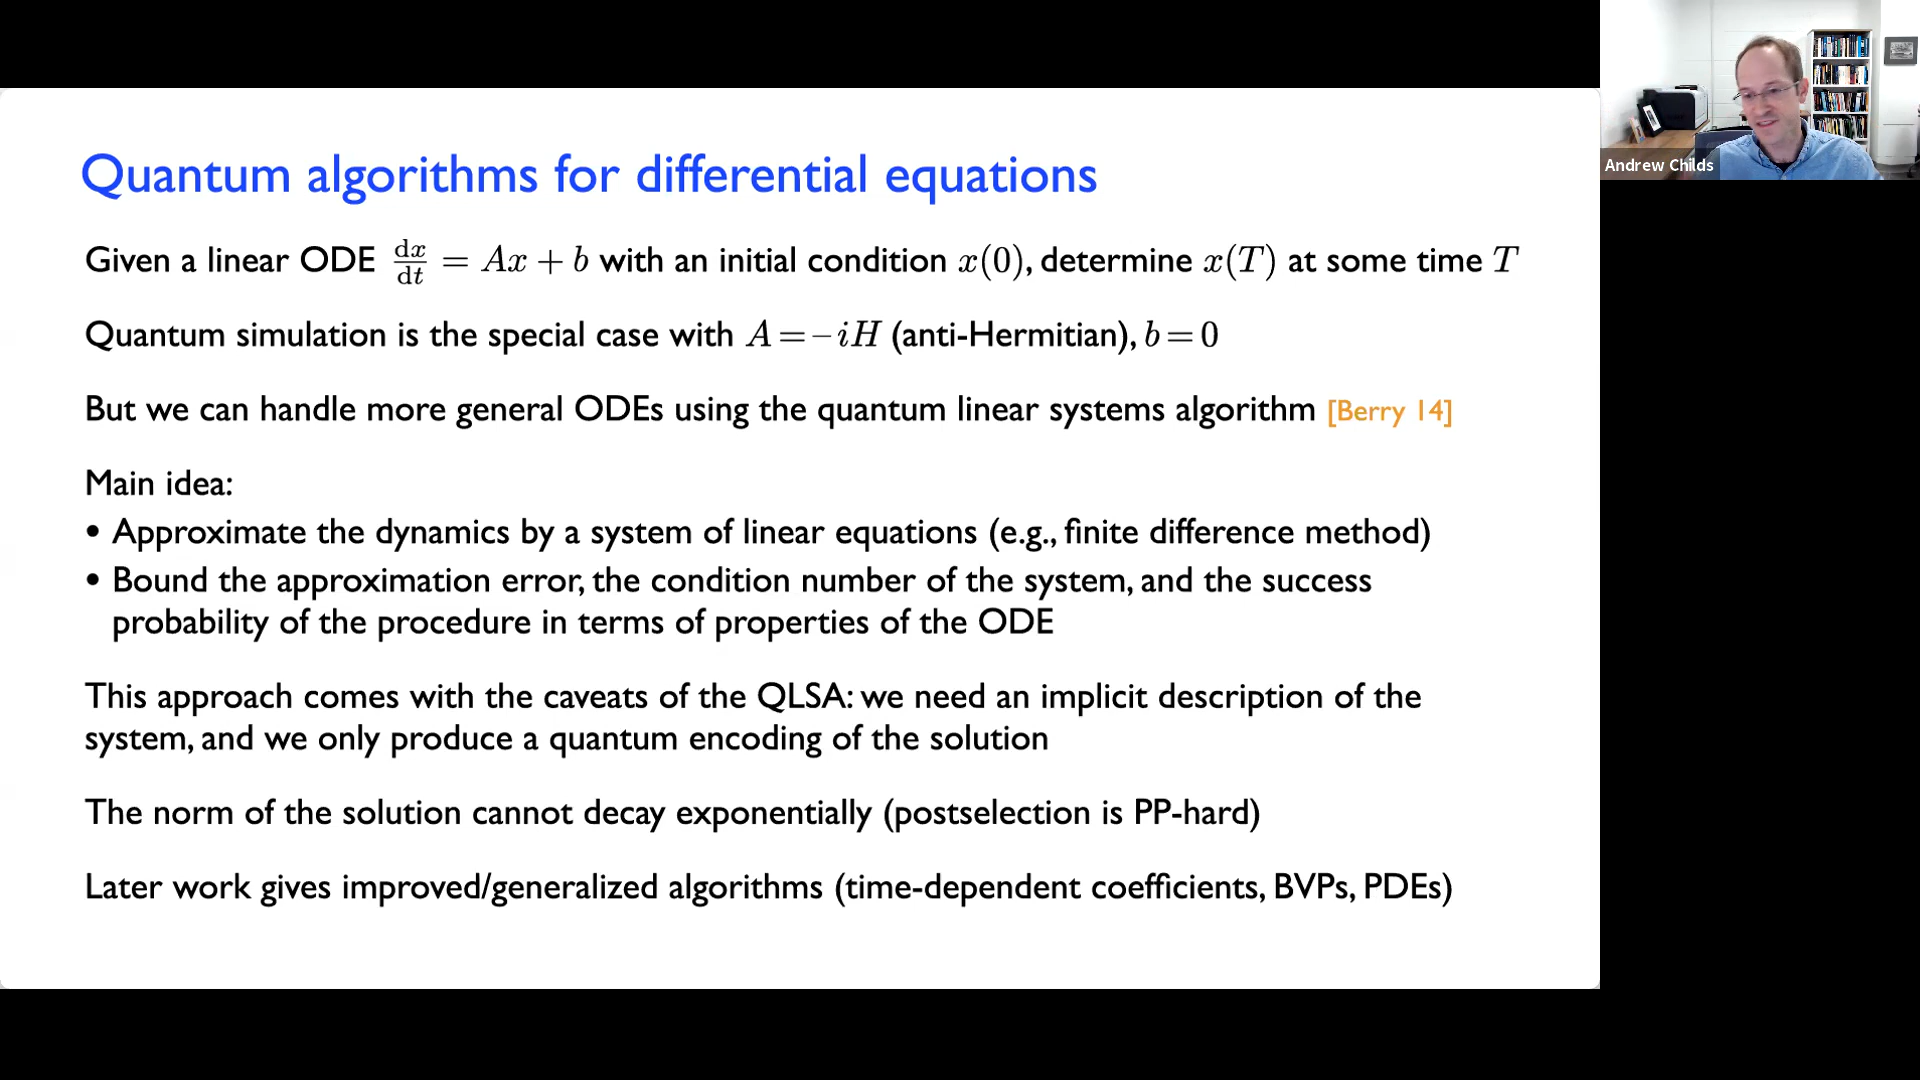 Quantum algorithms for differential equations
Given a linear ODE dx/dt = Ax + b with an initial condition x(0), determine x(T) at some time T
Quantum simulation is the special case with A = −iH (anti-Hermitian), b = 0
But we can handle more general ODEs using the quantum linear systems algorithm [Berry 14]
Main idea:
• Approximate the dynamics by a system of linear equations (e.g., finite difference method)
• Bound the approximation error, the condition number of the system, and the success
probability of the procedure in terms of properties of the ODE
This approach comes with the caveats of the QLSA: we need an implicit description of the
system, and we only produce a quantum encoding of the solution
The norm of the solution cannot decay exponentially (postselection is PP-hard)
Later work gives improved/generalized algorithms (time-dependent coefficients, BVPs, PDEs)
Andrew Childs